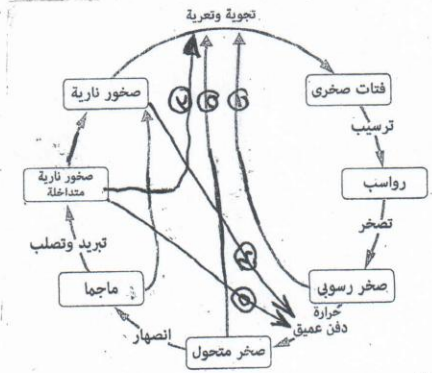 تجوية وتعرية
صخور نارية
فتات صخرى
ترسيب
رواسب
صخور نارية
متداخلة
تصخر
تبريد وتصلب
ماجما
صخر رسوبى
حرارة
دفن عميق
انصهار
صخر متحول